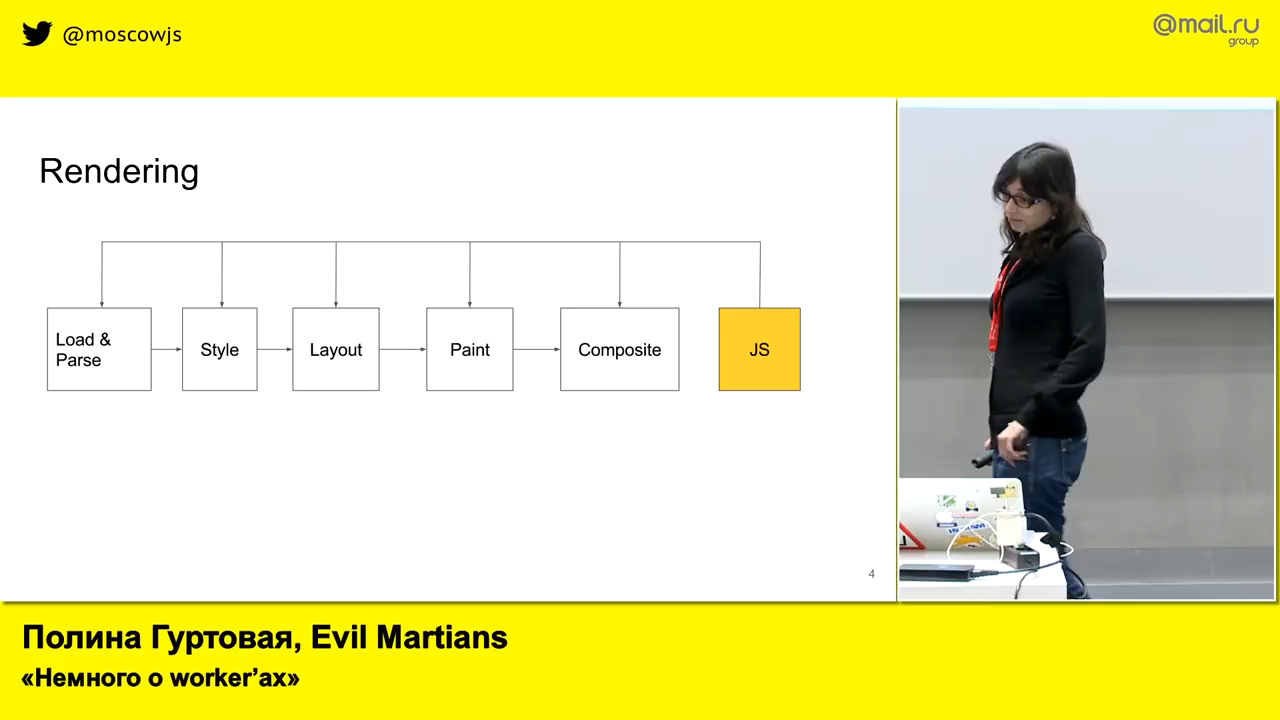 @moscowjs
@mail.ru
group
Rendering
Load &
Parse
Style
Layout
Paint
Composite
JS
4
Полина Гуртовая, Evil Martians
«Немного о worker’ах»